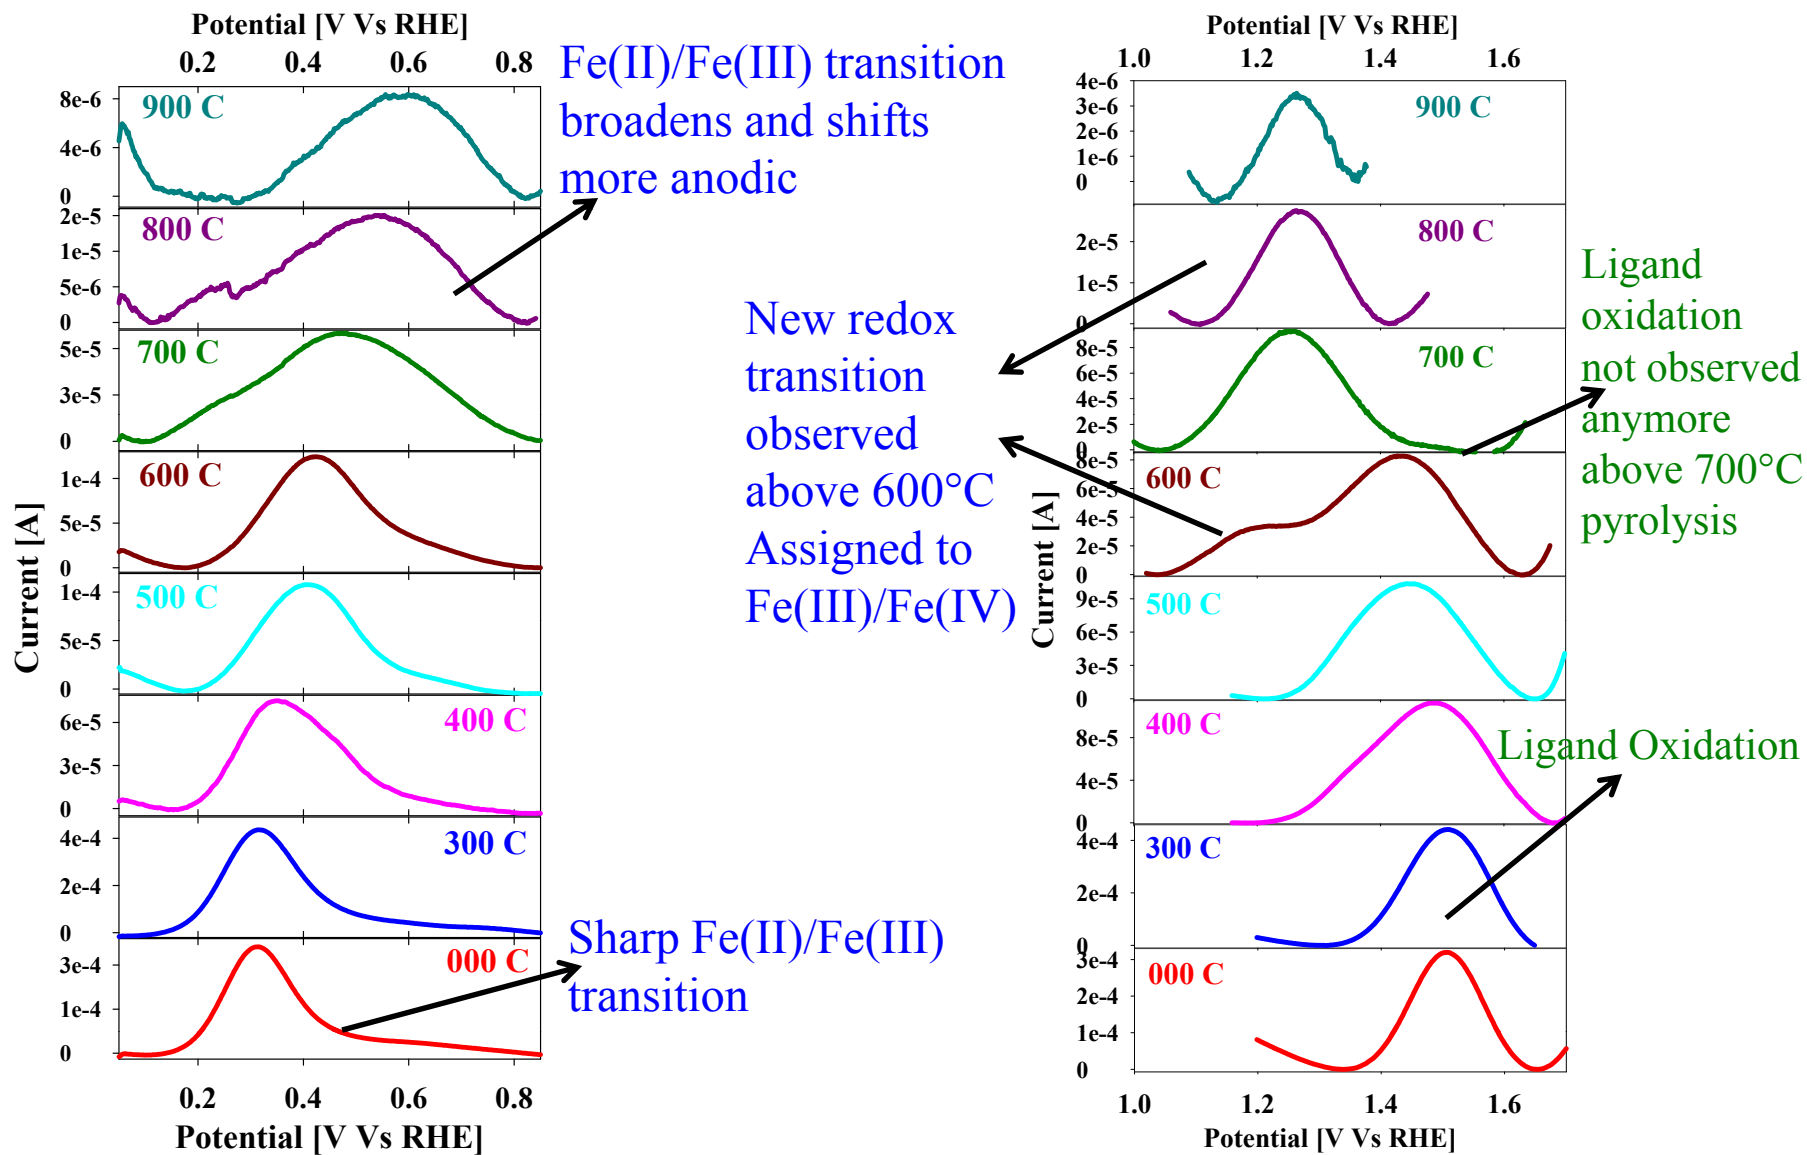 Potential [V Vs RHE]
0.2 0.4 0.6 0.8
8e-6
4e-6
0
900 C
2e-5
1e-5
5e-6
0
800 C
5e-5
3e-5
0
700 C
1e-4
5e-5
0
600 C
1e-4
5e-5
0
500 C
6e-5
3e-5
0
400 C
4e-4
2e-4
0
300 C
3e-4
1e-4
0
000 C
Current [A]
0.2 0.4 0.6 0.8
Potential [V Vs RHE]
Fe(II)/Fe(III) transition
broadens and shifts
more anodic
New redox
transition
observed
above 600°C
Assigned to
Fe(III)/Fe(IV)
Sharp Fe(II)/Fe(III)
transition
Potential [V Vs RHE]
1.0 1.2 1.4 1.6
4e-6
3e-6
2e-6
1e-6
0
900 C
2e-5
1e-5
0
800 C
8e-5
6e-5
4e-5
2e-5
0
700 C
8e-5
6e-5
4e-5
2e-5
0
600 C
9e-5
6e-5
3e-5
0
500 C
8e-5
4e-5
0
400 C
4e-4
2e-4
0
300 C
3e-4
1e-4
0
000 C
Current [A]
1.0 1.2 1.4 1.6
Potential [V Vs RHE]
Ligand
oxidation
not observed
anymore
above 700°C
pyrolysis
Ligand Oxidation